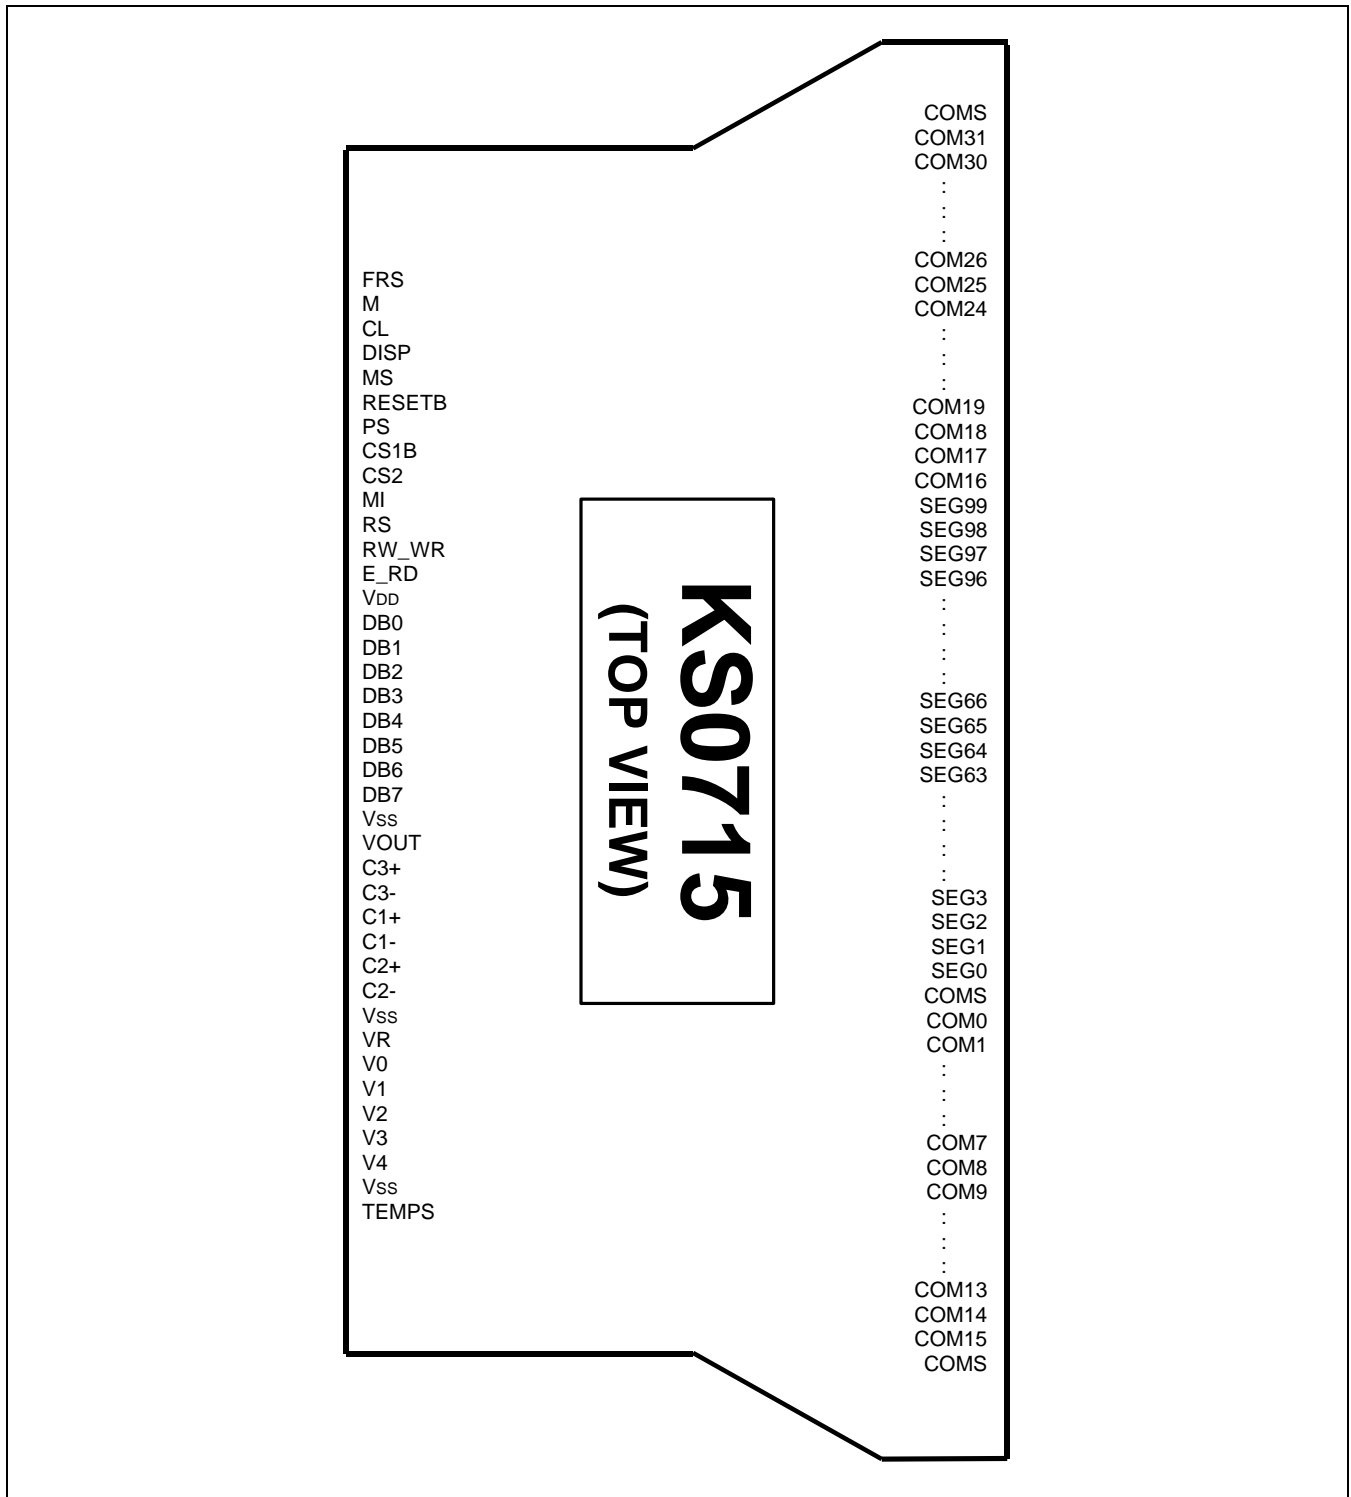 FRS
M
CL
DISP
MS
RESETB
PS
CS1B
CS2
MI
RS
RW_WR
E_RD
VDD
DB0
DB1
DB2
DB3
DB4
DB5
DB6
DB7
VSS
VOUT
C3+
C3-
C1+
C1-
C2+
C2-
VSS
VR
V0
V1
V2
V3
V4
VSS
TEMPS
KS0715
(TOP VIEW)
COMS
COM31
COM30
:
:
:
COM26
COM25
COM24
:
:
:
COM19
COM18
COM17
COM16
SEG99
SEG98
SEG97
SEG96
:
:
:
:
SEG66
SEG65
SEG64
SEG63
:
:
:
:
SEG3
SEG2
SEG1
SEG0
COMS
COM0
COM1
:
:
:
COM7
COM8
COM9
:
:
:
COM13
COM14
COM15
COMS